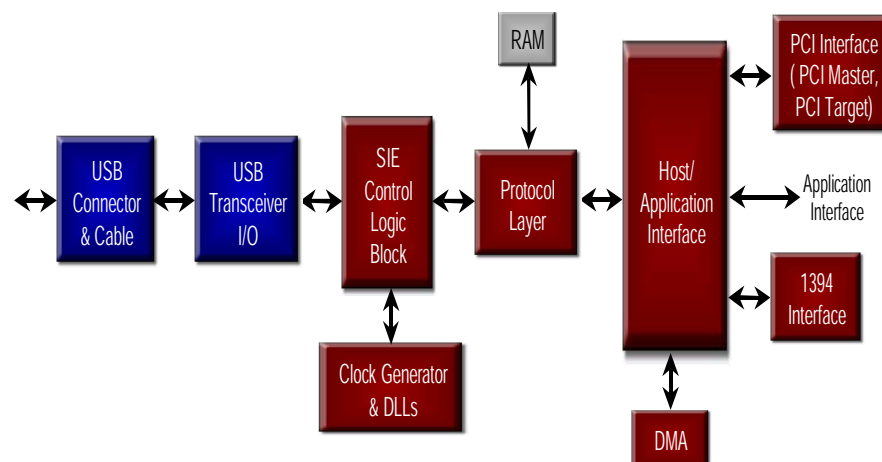 RAM
PCI Interface
( PCI Master,
PCI Target)
USB
Connector
& Cable
USB
Transceiver
I/O
SIE
Control
Logic
Block
Protocol
Layer
Host/
Application
Interface
Application
Interface
1394
Interface
Clock Generator
& DLLs
DMA